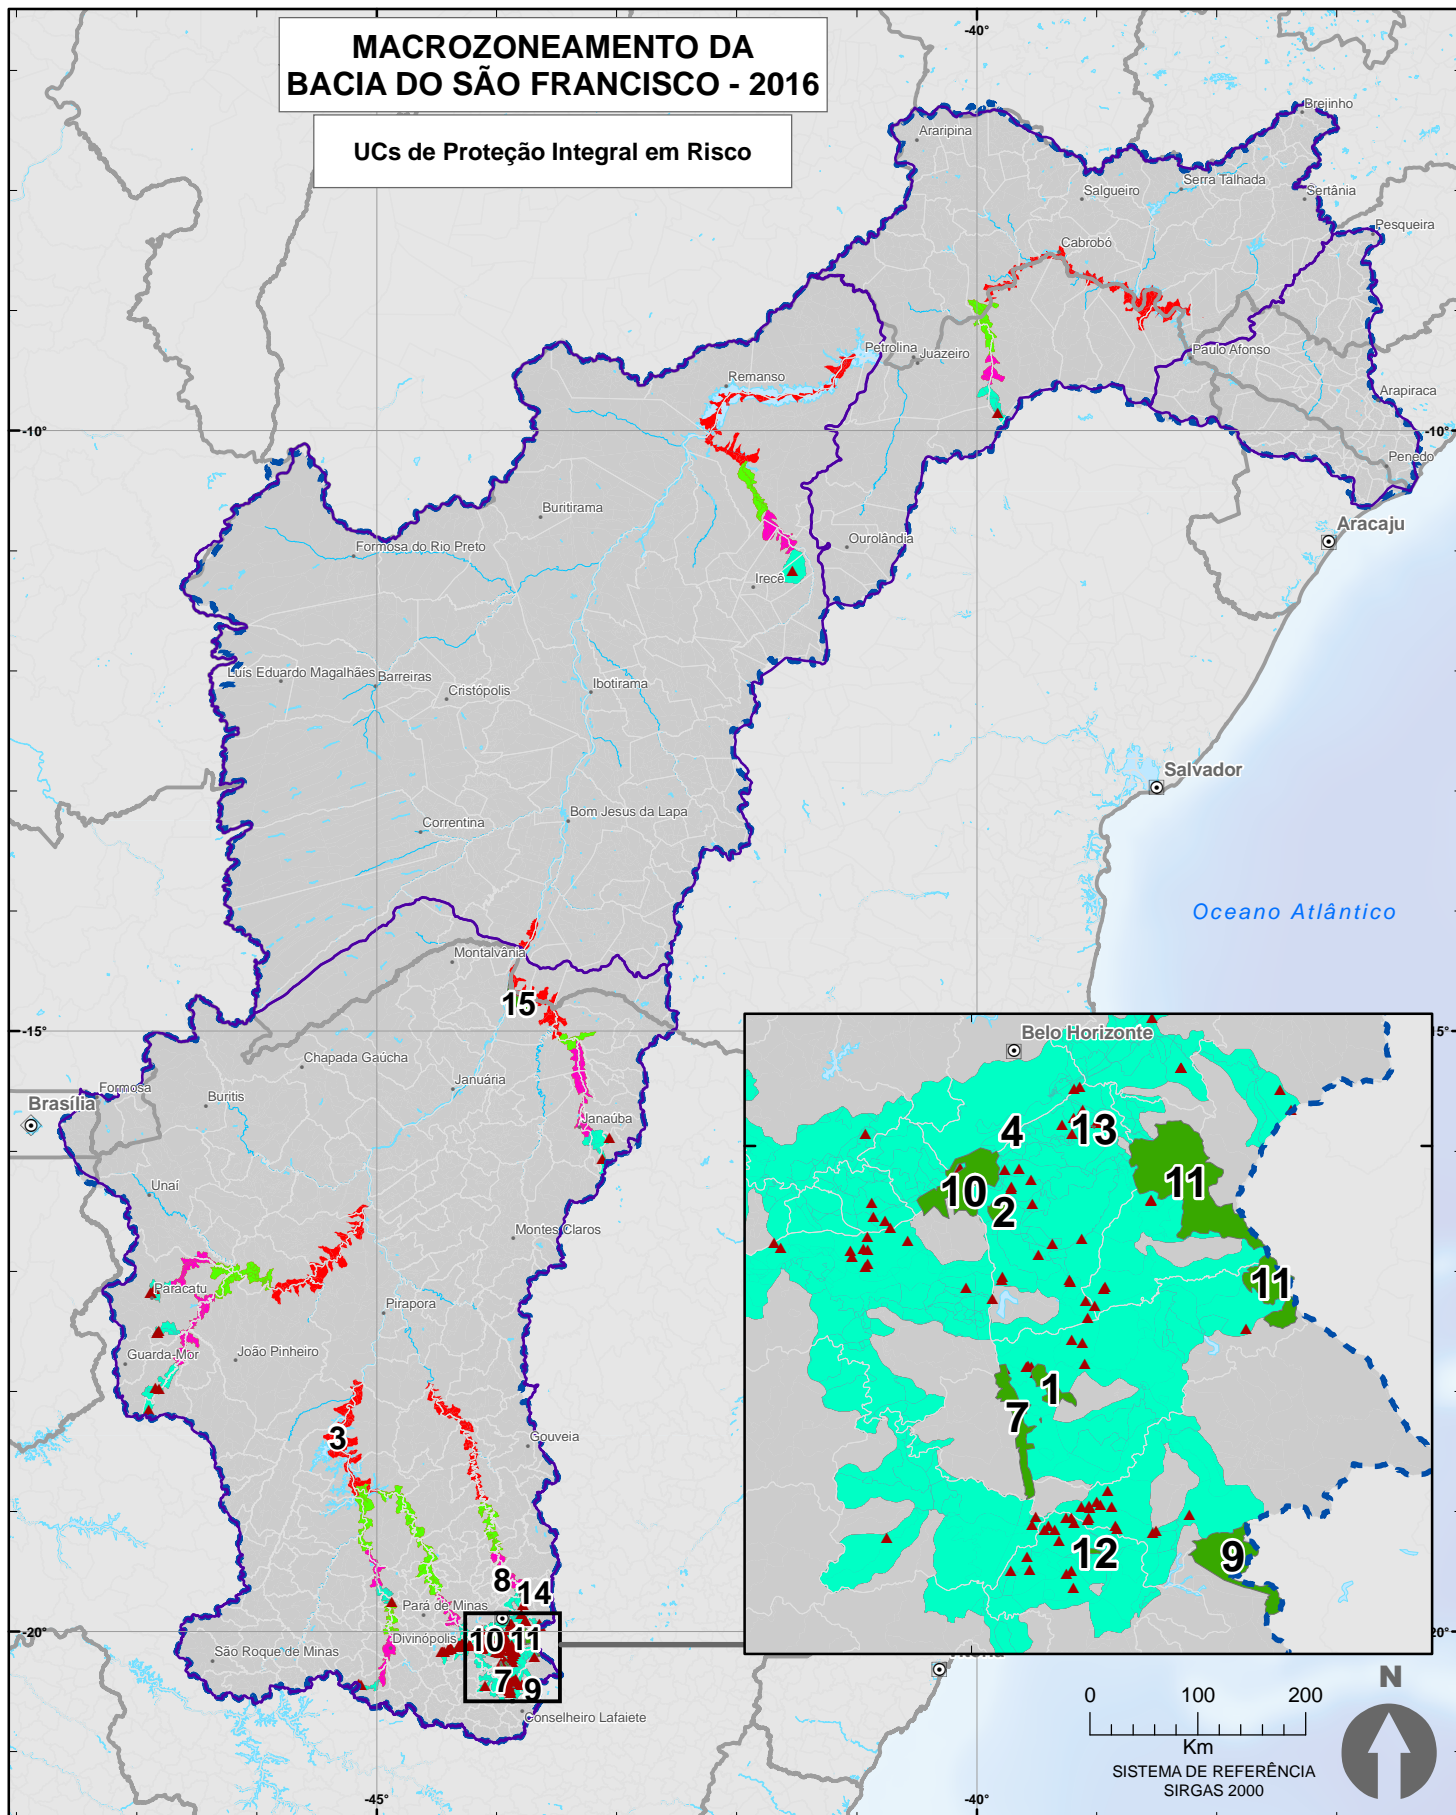 -40°
MACROZONEAMENTO DA
BACIA DO SÃO FRANCISCO - 2016
UCs de Proteção Integral em Risco
Brejinho
Araripina
Serra Talhada
Salgueiro
Sertânia
Pesqueira
Cabrobó
Petrolina
Juazeiro
Paulo Afonso
Remanso
Arapiraca
-10°
-10°
Penedo
Buritirama
Aracaju
Ourolândia
Formosa do Rio Preto
Irecê
Luís Eduardo Magalhães
Barreiras
Cristópolis
Ibotirama
Salvador
Bom Jesus da Lapa
Correntina
Oceano Atlântico
Montalvânia
15
-15°
5°
Belo Horizonte
Chapada Gaúcha
Formosa
Januária
Brasília
Buritis
Janaúba
4
13
Unaí
10
11
2
Montes Claros
Paracatu
11
Pirapora
Guarda-Mor
João Pinheiro
1
7
3
Gouveia
12
9
8
14
Pará de Minas
-20°
20°
Divinópolis
10
11
São Roque de Minas
7
9
Conselheiro Lafaiete
N
0
100
200
Km
SISTEMA DE REFERÊNCIA
SIRGAS 2000
-45°
-40°